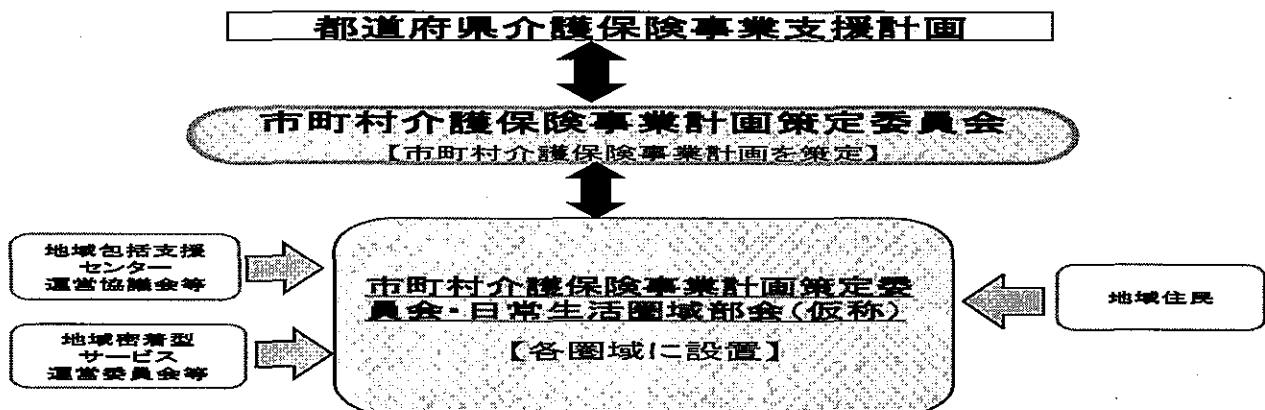 都道府県介護保険事業支援計画
市町村介護保険事業計画策定委員会
【市町村介護保険事業計画を策定】
地域包括支援
センター
運営協議会等
市町村介護保険事業計画策定委
員会・日常生活圏域部会(仮称)
【各圏域に設置】
地域住民
地域密着型
サービス
運営委員会等